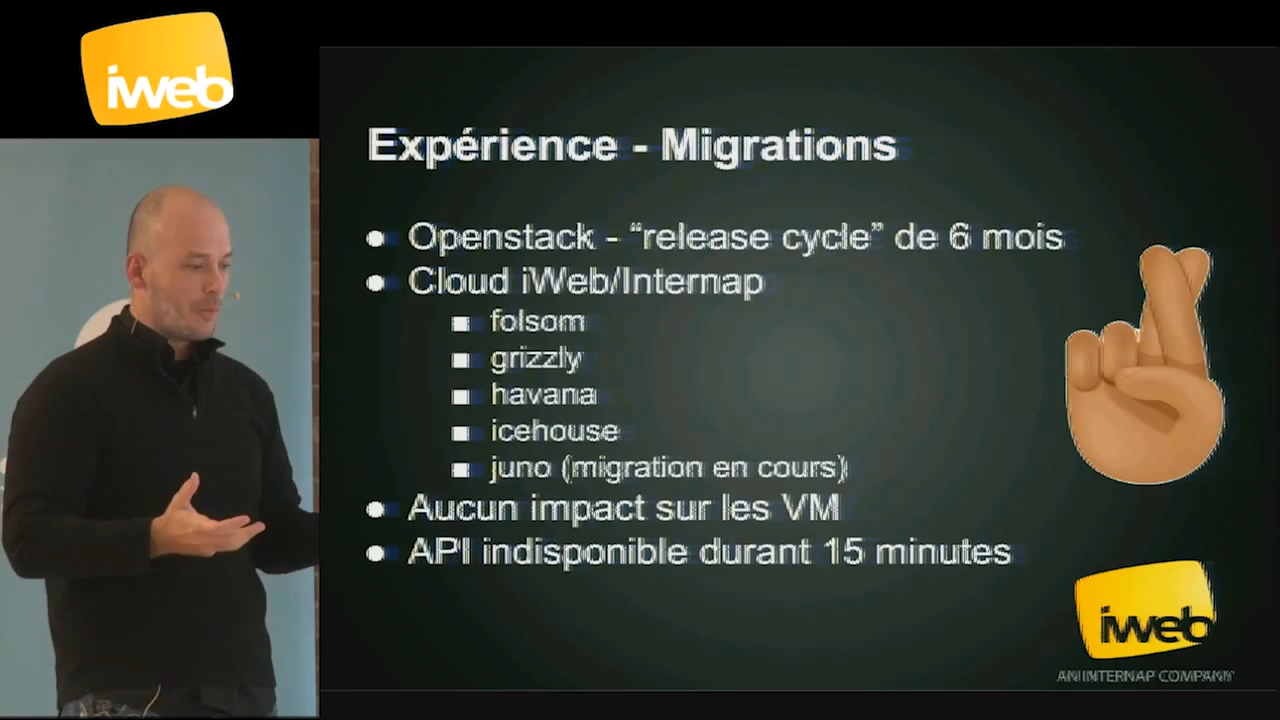 iweb
Expérience - Migrations
Openstack - “release cycle” de 6 mois
Cloud iWeb/Internap
folsom
grizzly
havana
icehouse
juno (migration en cours)
Aucun impact sur les VM
API indisponible durant 15 minutes
iweb
AN INTERNAP COMPANY